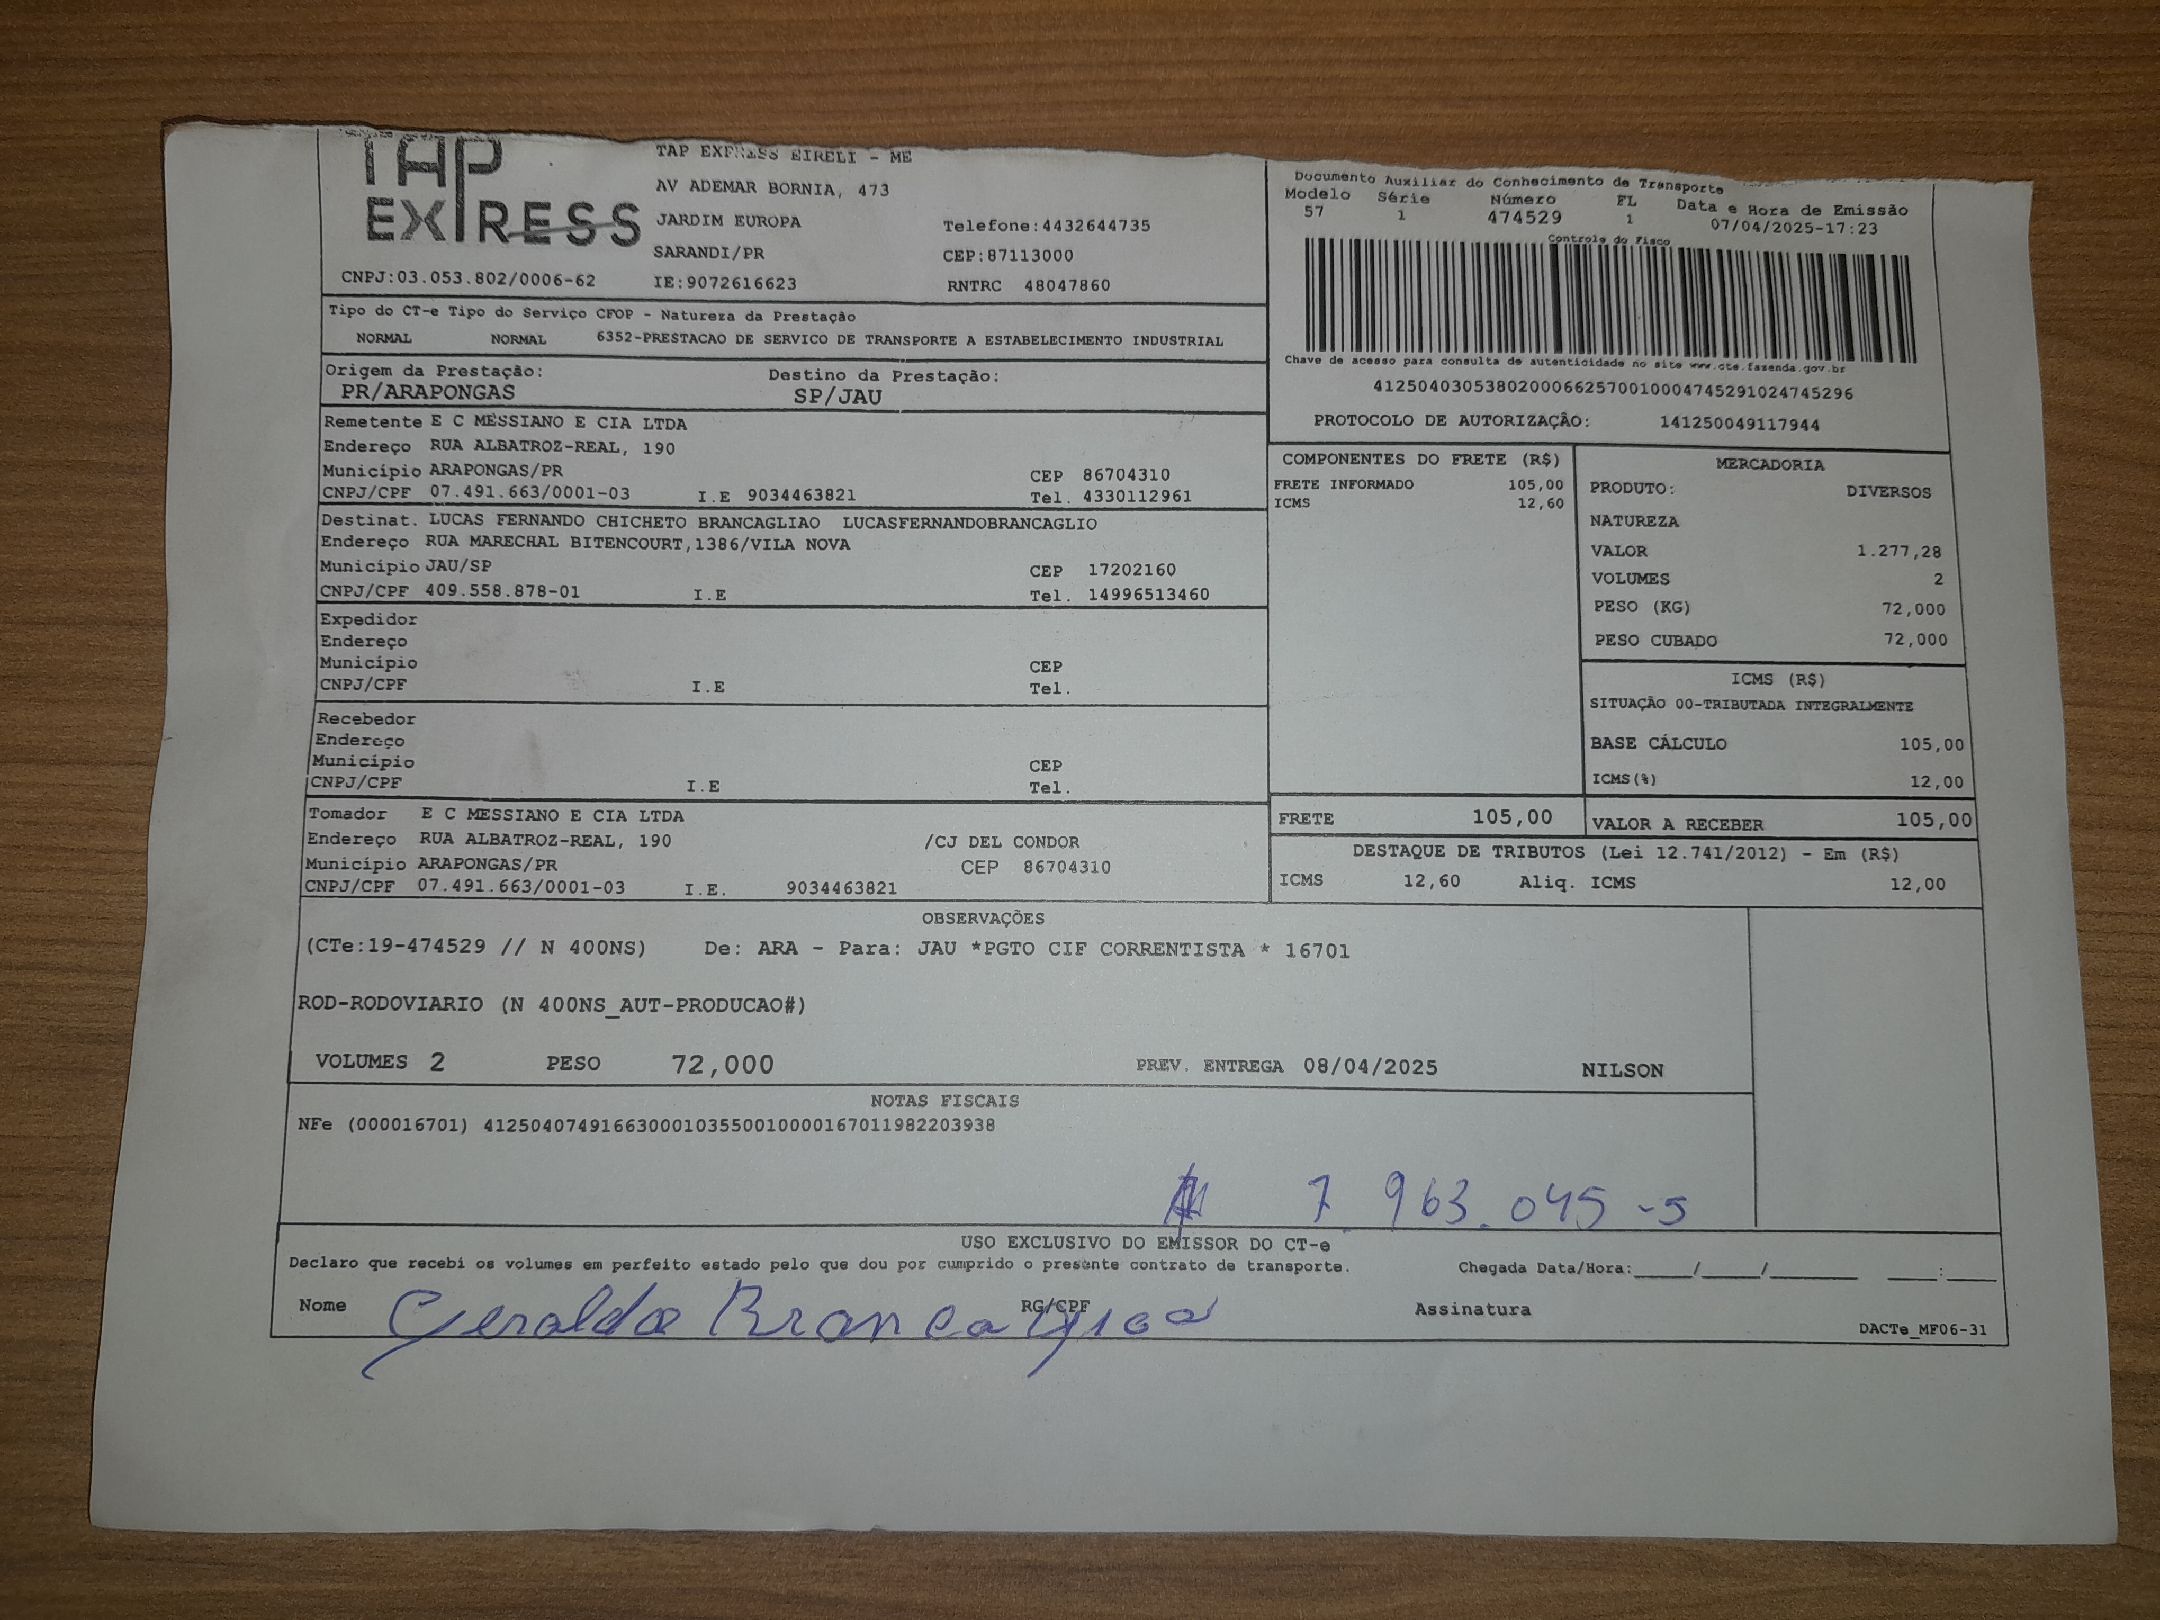 TAP EXPRESS
TAP EXPRESS EIRELI - ME
AV ADEMAR BORNIA, 473
JARDIM EUROPA Telefone:4432644735
SARANDI/PR CEP:87113000
CNPJ:03.053.802/0006-62 IE:9072616623 RNTRC 48047860
Documento Auxiliar do Conhecimento de Transporte
Modelo Série Número FL Data e Hora de Emissão
57 1 474529 1 07/04/2025-17:23
Controle do Fisco
Chave de acesso para consulta de autenticidade no site www.cte.fazenda.gov.br
41250403053802000662570010004745291024745296
PROTOCOLO DE AUTORIZAÇÃO: 141250049117944
Tipo do CT-e Tipo do Serviço CFOP - Natureza da Prestação
NORMAL NORMAL 6352-PRESTACAO DE SERVICO DE TRANSPORTE A ESTABELECIMENTO INDUSTRIAL
Origem da Prestação: Destino da Prestação:
PR/ARAPONGAS SP/JAU
Remetente E C MESSIANO E CIA LTDA
Endereço RUA ALBATROZ-REAL, 190
Município ARAPONGAS/PR CEP 86704310
CNPJ/CPF 07.491.663/0001-03 I.E 9034463821 Tel. 4330112961
Destinat. LUCAS FERNANDO CHICHETO BRANCAGLIAO LUCASFERNANDOBRANCAGLIO
Endereço RUA MARECHAL BITENCOURT,1386/VILA NOVA
Município JAU/SP CEP 17202160
CNPJ/CPF 409.558.878-01 I.E Tel. 14996513460
Expedidor
Endereço
Município CEP
CNPJ/CPF I.E Tel.
Recebedor
Endereço
Município CEP
CNPJ/CPF I.E Tel.
Tomador E C MESSIANO E CIA LTDA
Endereço RUA ALBATROZ-REAL, 190 /CJ DEL CONDOR
Município ARAPONGAS/PR CEP 86704310
CNPJ/CPF 07.491.663/0001-03 I.E. 9034463821
COMPONENTES DO FRETE (R$)
FRETE INFORMADO 105,00
ICMS 12,60
MERCADORIA
PRODUTO: DIVERSOS
NATUREZA
VALOR 1.277,28
VOLUMES 2
PESO (KG) 72,000
PESO CUBADO 72,000
ICMS (R$)
SITUAÇÃO 00-TRIBUTADA INTEGRALMENTE
BASE CÁLCULO 105,00
ICMS(%) 12,00
FRETE 105,00 VALOR A RECEBER 105,00
DESTAQUE DE TRIBUTOS (Lei 12.741/2012) - Em (R$)
ICMS 12,60 Aliq. ICMS 12,00
OBSERVAÇÕES
(CTe:19-474529 // N 400NS) De: ARA - Para: JAU *PGTO CIF CORRENTISTA * 16701
ROD-RODOVIARIO (N 400NS_AUT-PRODUCAO#)
VOLUMES 2 PESO 72,000 PREV. ENTREGA 08/04/2025 NILSON
NOTAS FISCAIS
NFe (000016701) 41250407491663000103550010000167011982203938
7.963.045-5
USO EXCLUSIVO DO EMISSOR DO CT-e
Declaro que recebi os volumes em perfeito estado pelo que dou por cumprido o presente contrato de transporte. Chegada Data/Hora:____/____/______ ___:___
Nome Geraldo RG/CPF Assinatura
DACTe_MF06-31